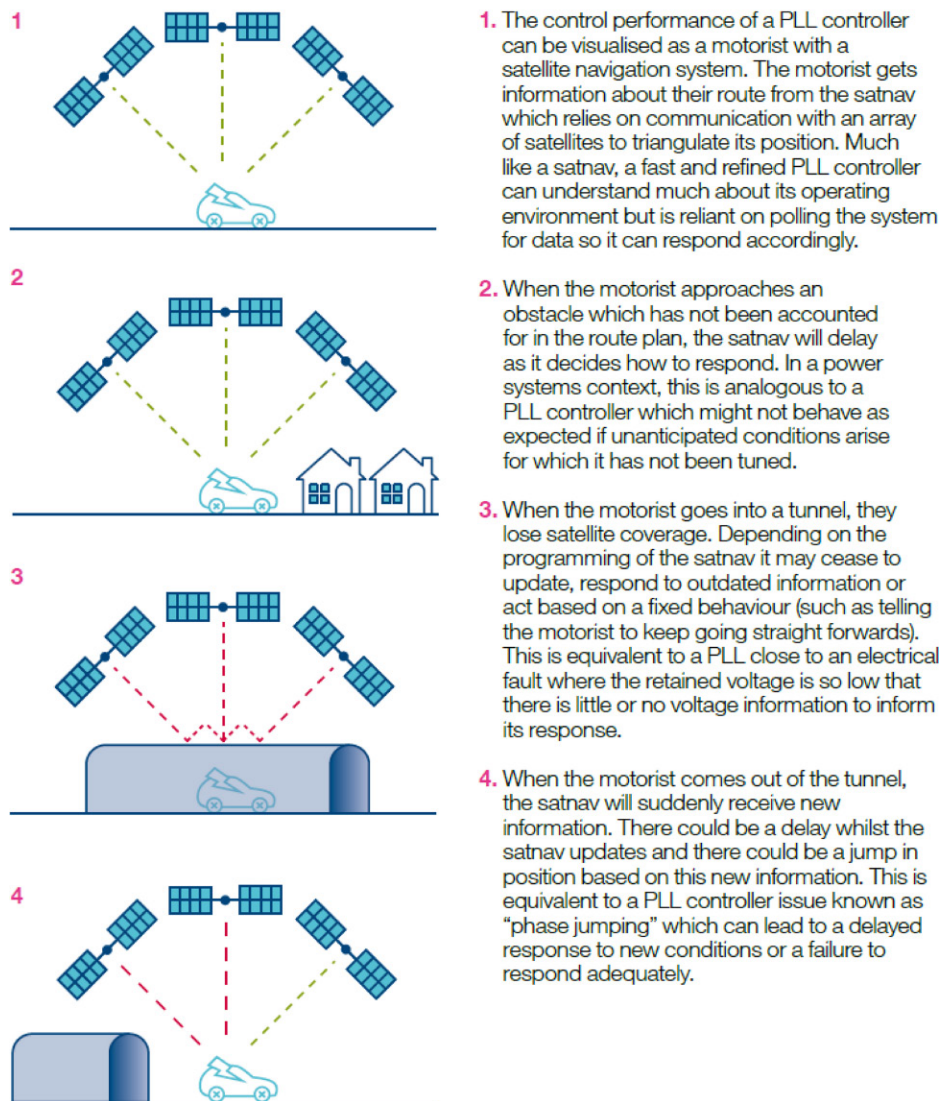 1
1. The control performance of a PLL controller
can be visualised as a motorist with a
satellite navigation system. The motorist gets
information about their route from the satnav
which relies on communication with an array
of satellites to triangulate its position. Much
like a satnav, a fast and refined PLL controller
can understand much about its operating
environment but is reliant on polling the system
for data so it can respond accordingly.
2
2. When the motorist approaches an
obstacle which has not been accounted
for in the route plan, the satnav will delay
as it decides how to respond. In a power
systems context, this is analogous to a
PLL controller which might not behave as
expected if unanticipated conditions arise
for which it has not been tuned.
3
3. When the motorist goes into a tunnel, they
lose satellite coverage. Depending on the
programming of the satnav it may cease to
update, respond to outdated information or
act based on a fixed behaviour (such as telling
the motorist to keep going straight forwards).
This is equivalent to a PLL close to an electrical
fault where the retained voltage is so low that
there is little or no voltage information to inform
its response.
4
4. When the motorist comes out of the tunnel,
the satnav will suddenly receive new
information. There could be a delay whilst the
satnav updates and there could be a jump in
position based on this new information. This is
equivalent to a PLL controller issue known as
“phase jumping” which can lead to a delayed
response to new conditions or a failure to
respond adequately.